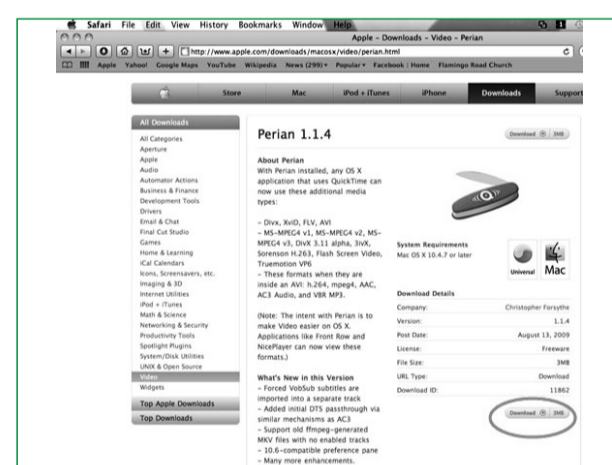 Safari File Edit View History Bookmarks Window Help
Apple – Downloads – Video – Perian
http://www.apple.com/downloads/macosx/video/perian.html
Apple Yahoo! Google Maps YouTube Wikipedia News (299) Popular Facebook | Home Flamingo Road Church
Store Mac iPod + iTunes iPhone Downloads Support
All Downloads
All Categories
Aperture
Apple
Audio
Automator Actions
Business & Finance
Development Tools
Drivers
Email & Chat
Final Cut Studio
Games
Home & Learning
iCal Calendars
Icons, Screensavers, etc.
Imaging & 3D
Internet Utilities
iPod + iTunes
Math & Science
Networking & Security
Productivity Tools
Spotlight Plugins
System/Disk Utilities
UNIX & Open Source
Video
Widgets
Top Apple Downloads
Top Downloads
Perian 1.1.4
Download 3MB
About Perian
With Perian installed, any OS X
application that uses QuickTime can
now use these additional media
types:
– Divx, XviD, FLV, AVI
– MS-MPEG4 v1, MS-MPEG4 v2, MS-
MPEG4 v3, DivX 3.11 alpha, 3ivX,
Sorenson H.263, Flash Screen Video,
Truemotion VP6
– These formats when they are
inside an AVI: h.264, mpeg4, AAC,
AC3 Audio, and VBR MP3.
(Note: The intent with Perian is to
make Video easier on OS X.
Applications like Front Row and
NicePlayer can now view these
formats.)
What's New in this Version
– Forced VobSub subtitles are
imported into a separate track
– Added initial DTS passthrough via
similar mechanisms as AC3
– Support old ffmpeg-generated
MKV files with no enabled tracks
– 10.6-compatible preference pane
– Many more enhancements.
System Requirements
Mac OS X 10.4.7 or later
Universal Mac
Download Details
Company: Christopher Forsythe
Version: 1.1.4
Post Date: August 13, 2009
License: Freeware
File Size: 3MB
URL Type: Download
Download ID: 11862
Download 3MB